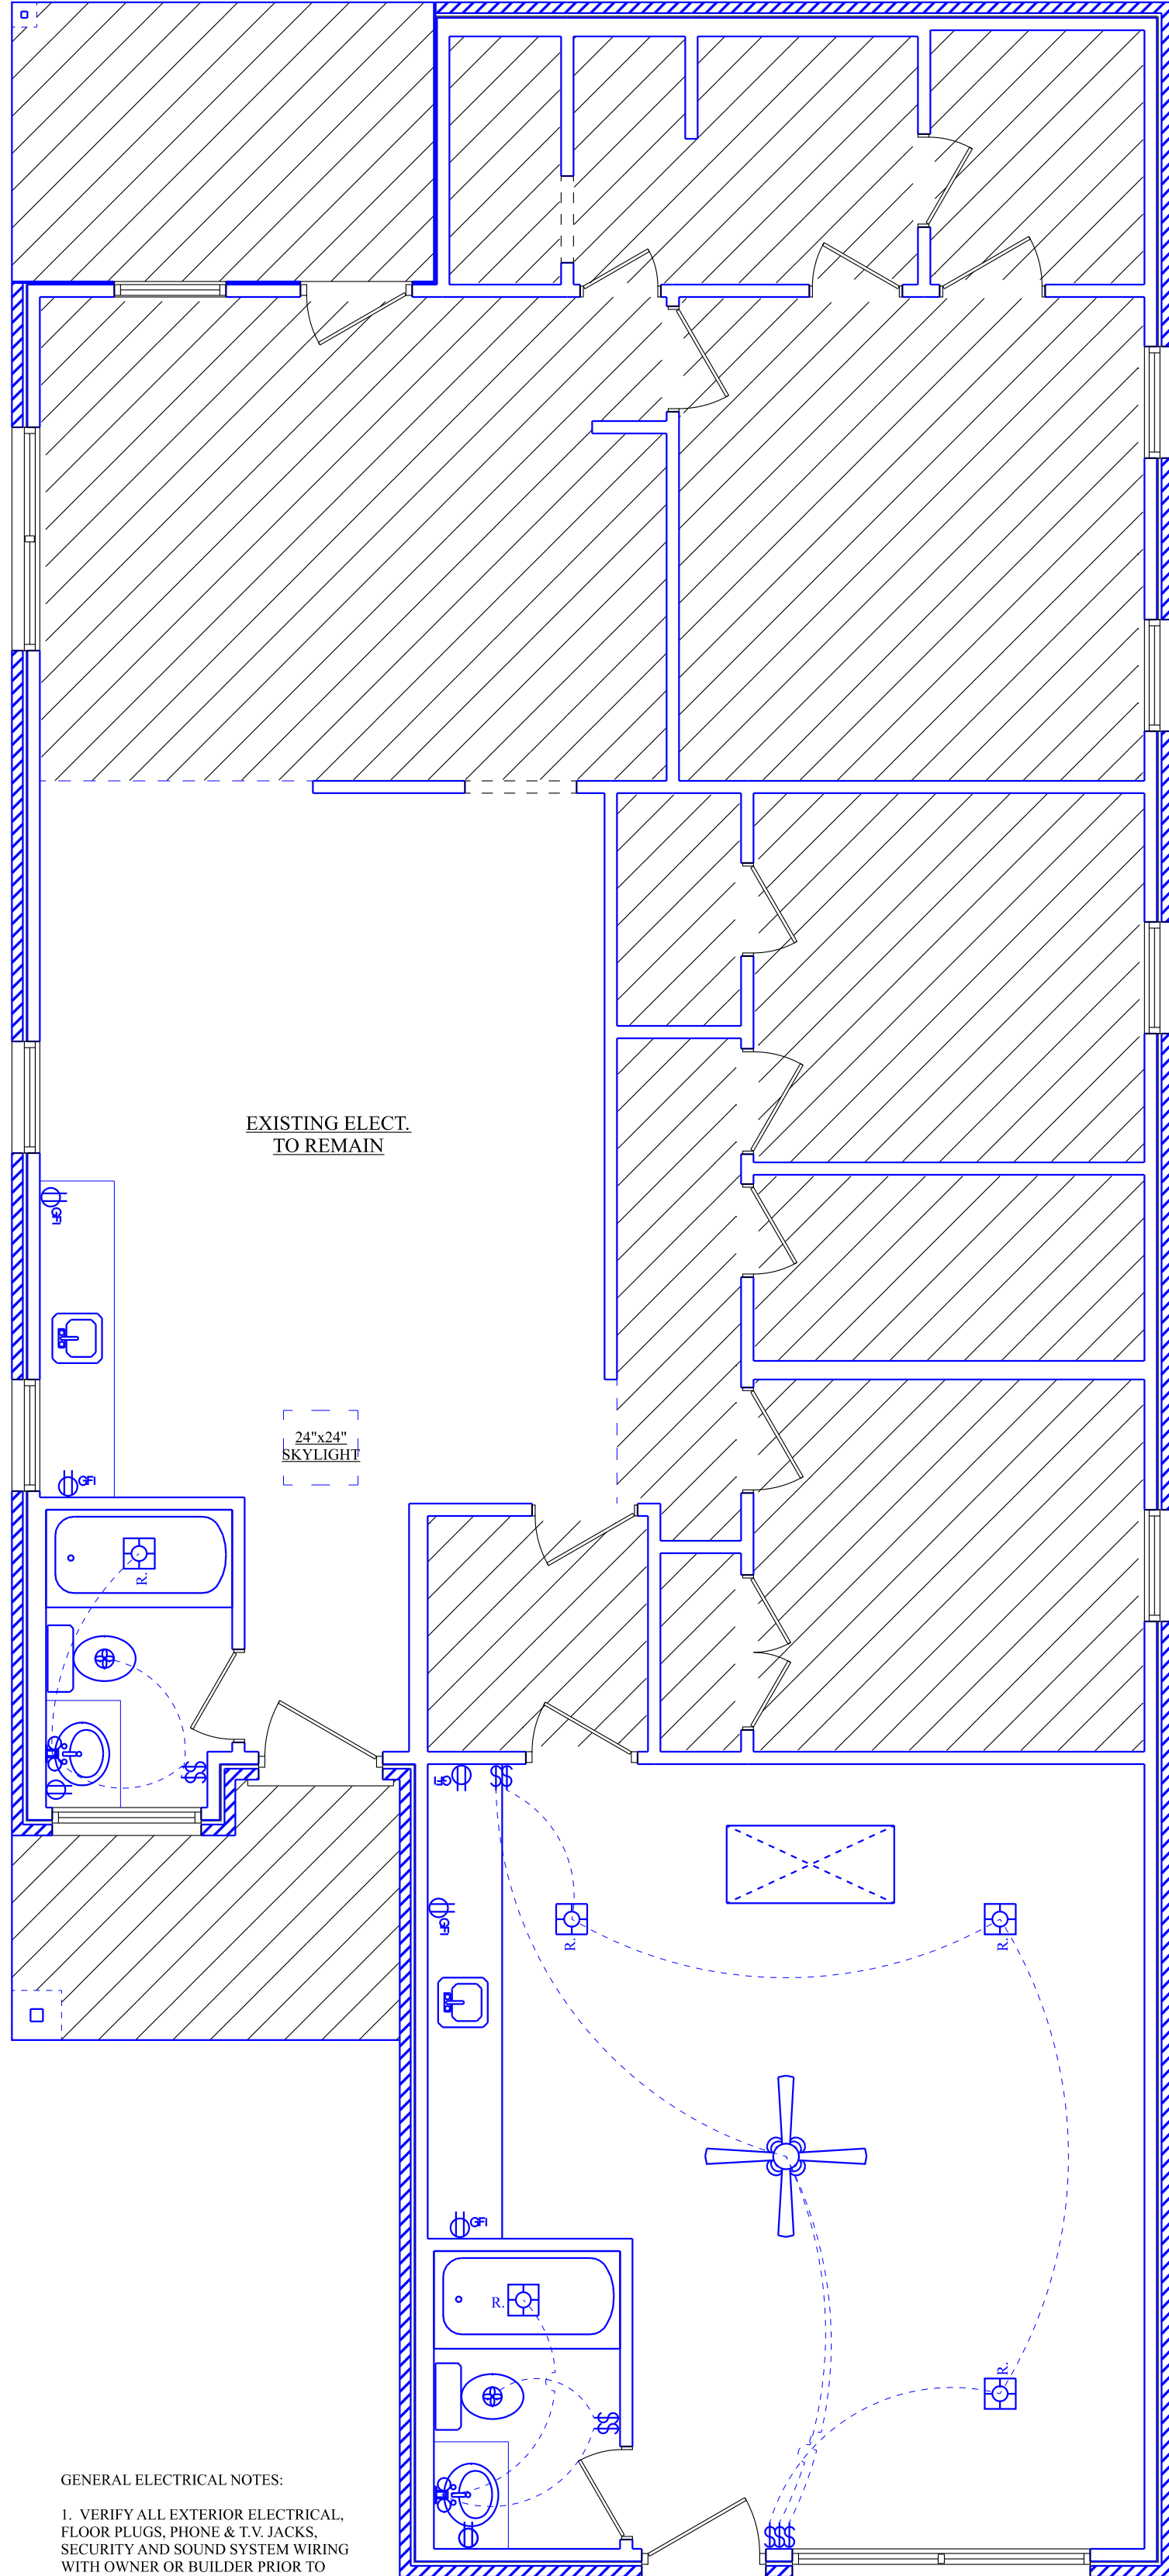 EXISTING ELECT.
TO REMAIN
GFI
24"x24"
SKYLIGHT
GFI
R.
$$
GFI
$$
GFI
R.
R.
GFI
R.
R.
$$
$$$
GENERAL ELECTRICAL NOTES:
1. VERIFY ALL EXTERIOR ELECTRICAL,
FLOOR PLUGS, PHONE & T.V. JACKS,
SECURITY AND SOUND SYSTEM WIRING
WITH OWNER OR BUILDER PRIOR TO